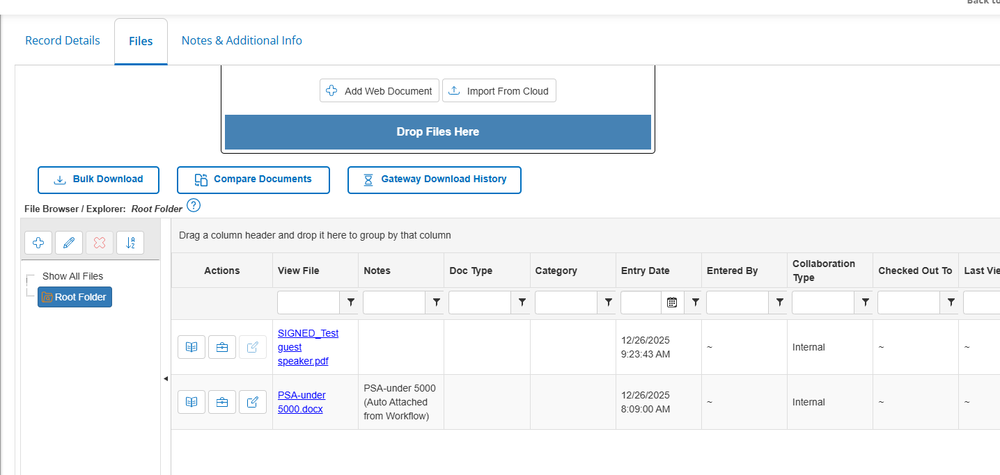 Back to
Record Details
Files
Notes & Additional Info
Add Web Document
Import From Cloud
Drop Files Here
Bulk Download
Compare Documents
Gateway Download History
File Browser / Explorer: Root Folder ?
Drag a column header and drop it here to group by that column
Show All Files
Root Folder
Actions
View File
Notes
Doc Type
Category
Entry Date
Entered By
Collaboration
Type
Checked Out To
Last Vie
SIGNED_Test
guest
speaker.pdf
12/26/2025
9:23:43 AM
~
Internal
~
~
PSA-under
5000.docx
PSA-under 5000
(Auto Attached
from Workflow)
12/26/2025
8:09:00 AM
~
Internal
~
~